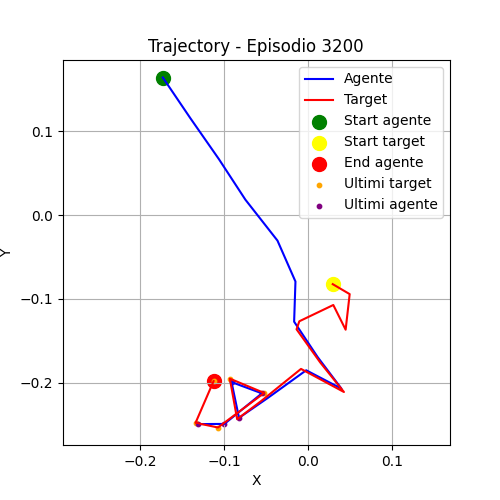 Trajectory - Episodio 3200
Agente
Target
Start agente
Start target
End agente
Ultimi target
Ultimi agente
Y
0.1
0.0
−0.1
−0.2
−0.2
−0.1
0.0
0.1
X